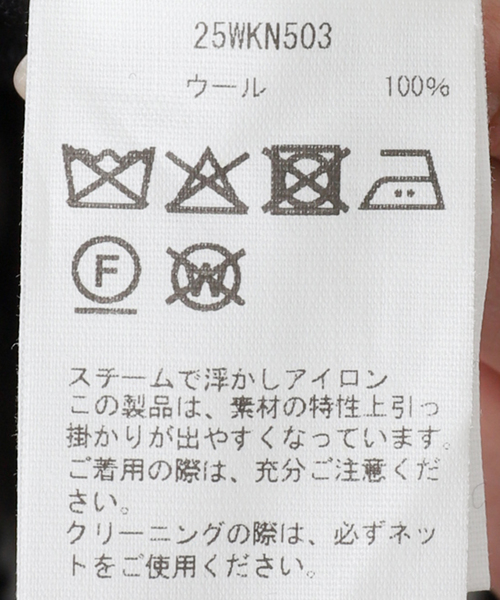 25WKN503
ウール 100%
F
W
スチームで浮かしアイロン
この製品は、素材の特性上引っ
掛かりが出やすくなっています。
ご着用の際は、充分ご注意くだ
さい。
クリーニングの際は、必ずネッ
トをご使用ください。